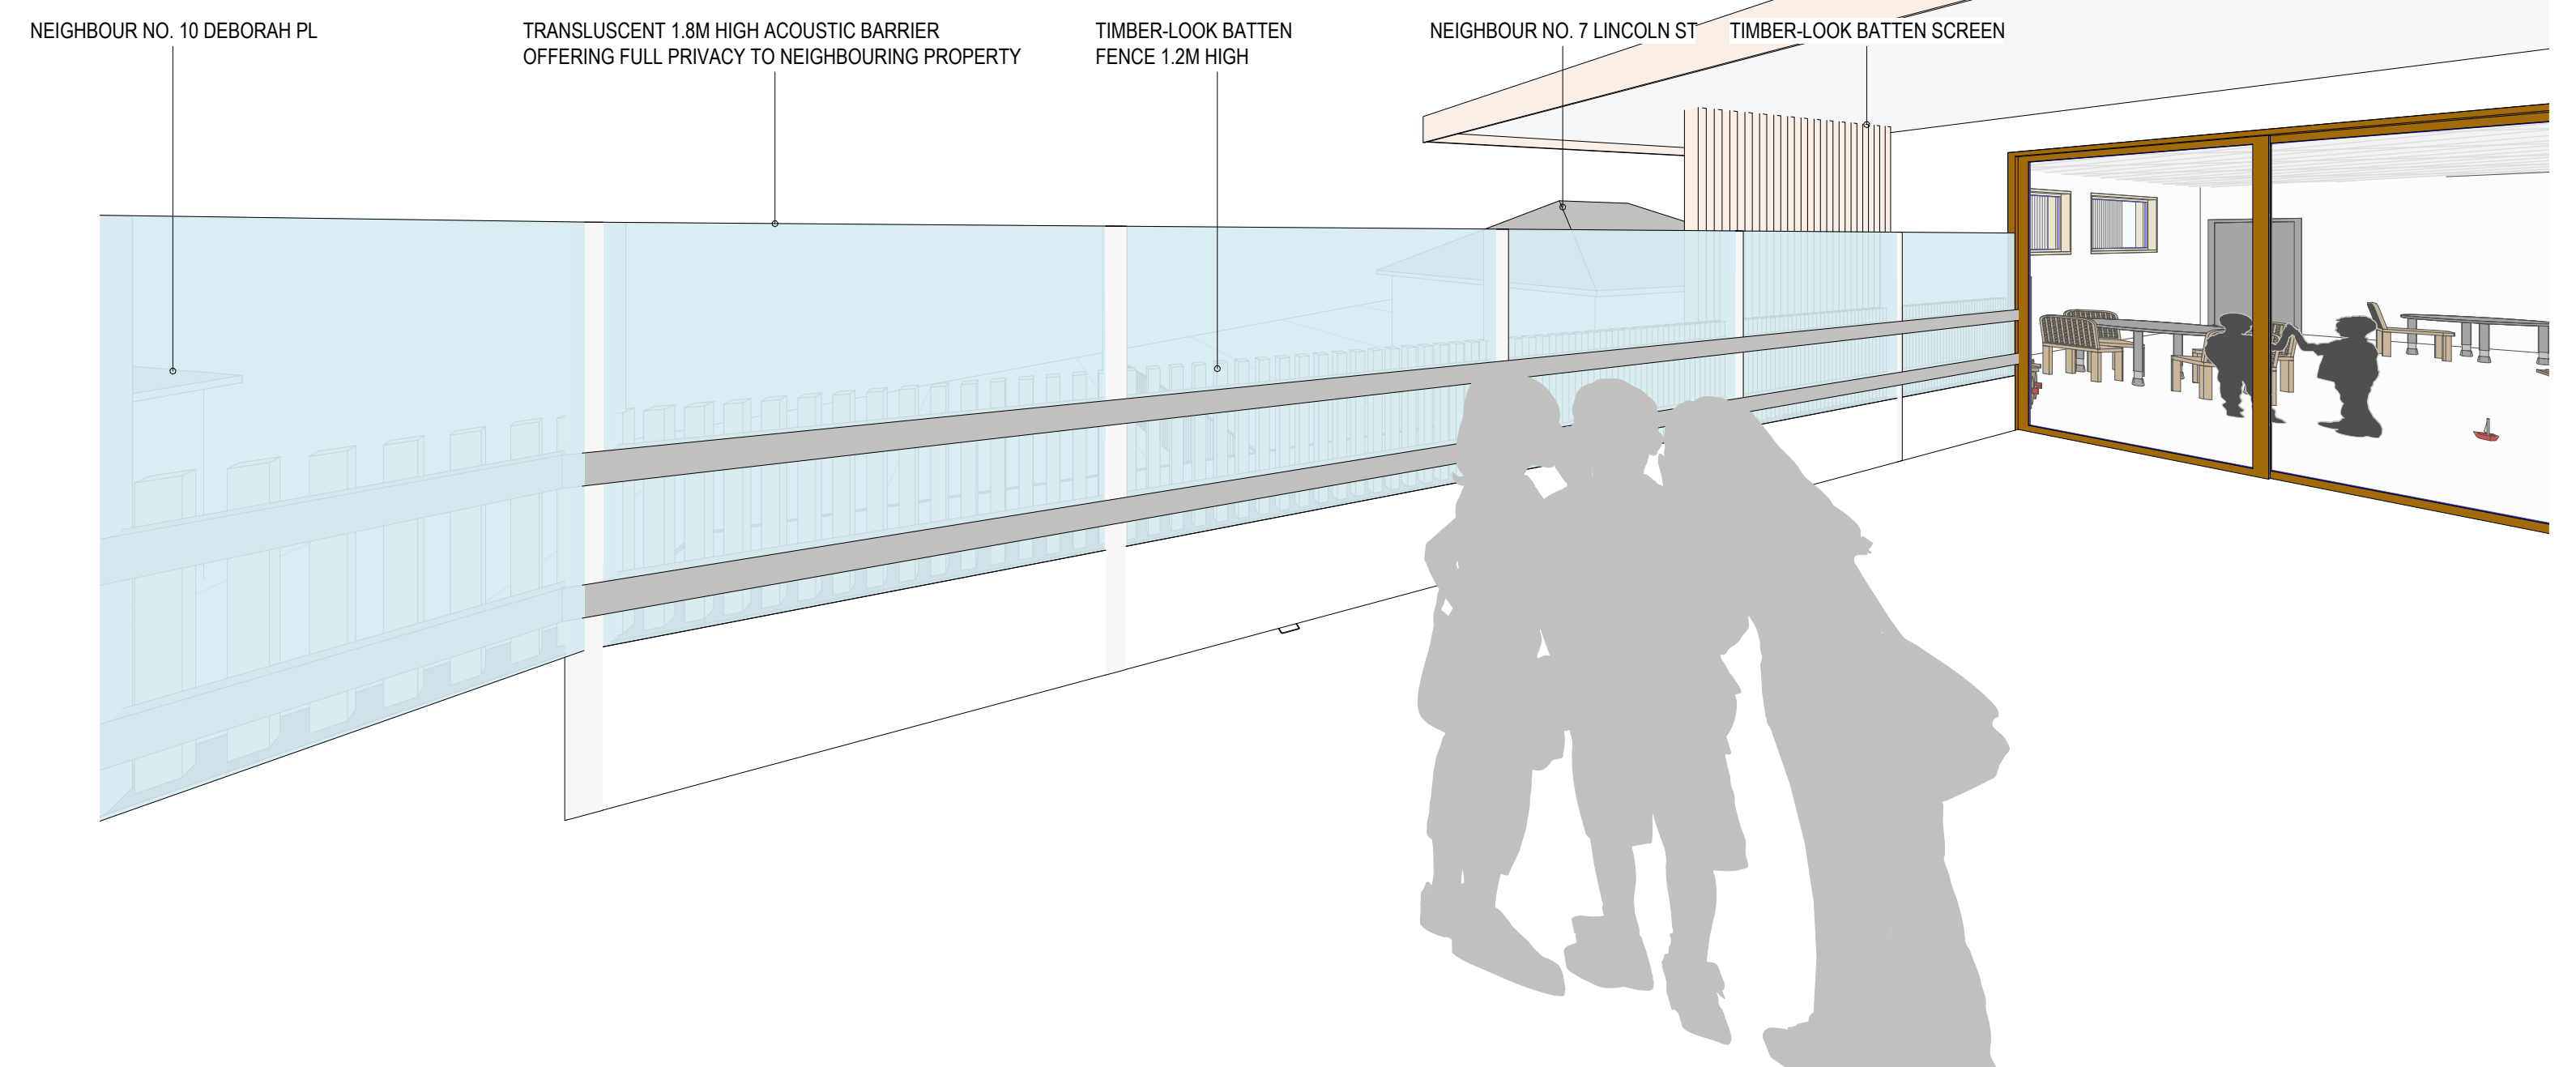 NEIGHBOUR NO. 10 DEBORAH PL
TRANSLUSCENT 1.8M HIGH ACOUSTIC BARRIER
OFFERING FULL PRIVACY TO NEIGHBOURING PROPERTY
TIMBER-LOOK BATTEN
FENCE 1.2M HIGH
NEIGHBOUR NO. 7 LINCOLN ST
TIMBER-LOOK BATTEN SCREEN